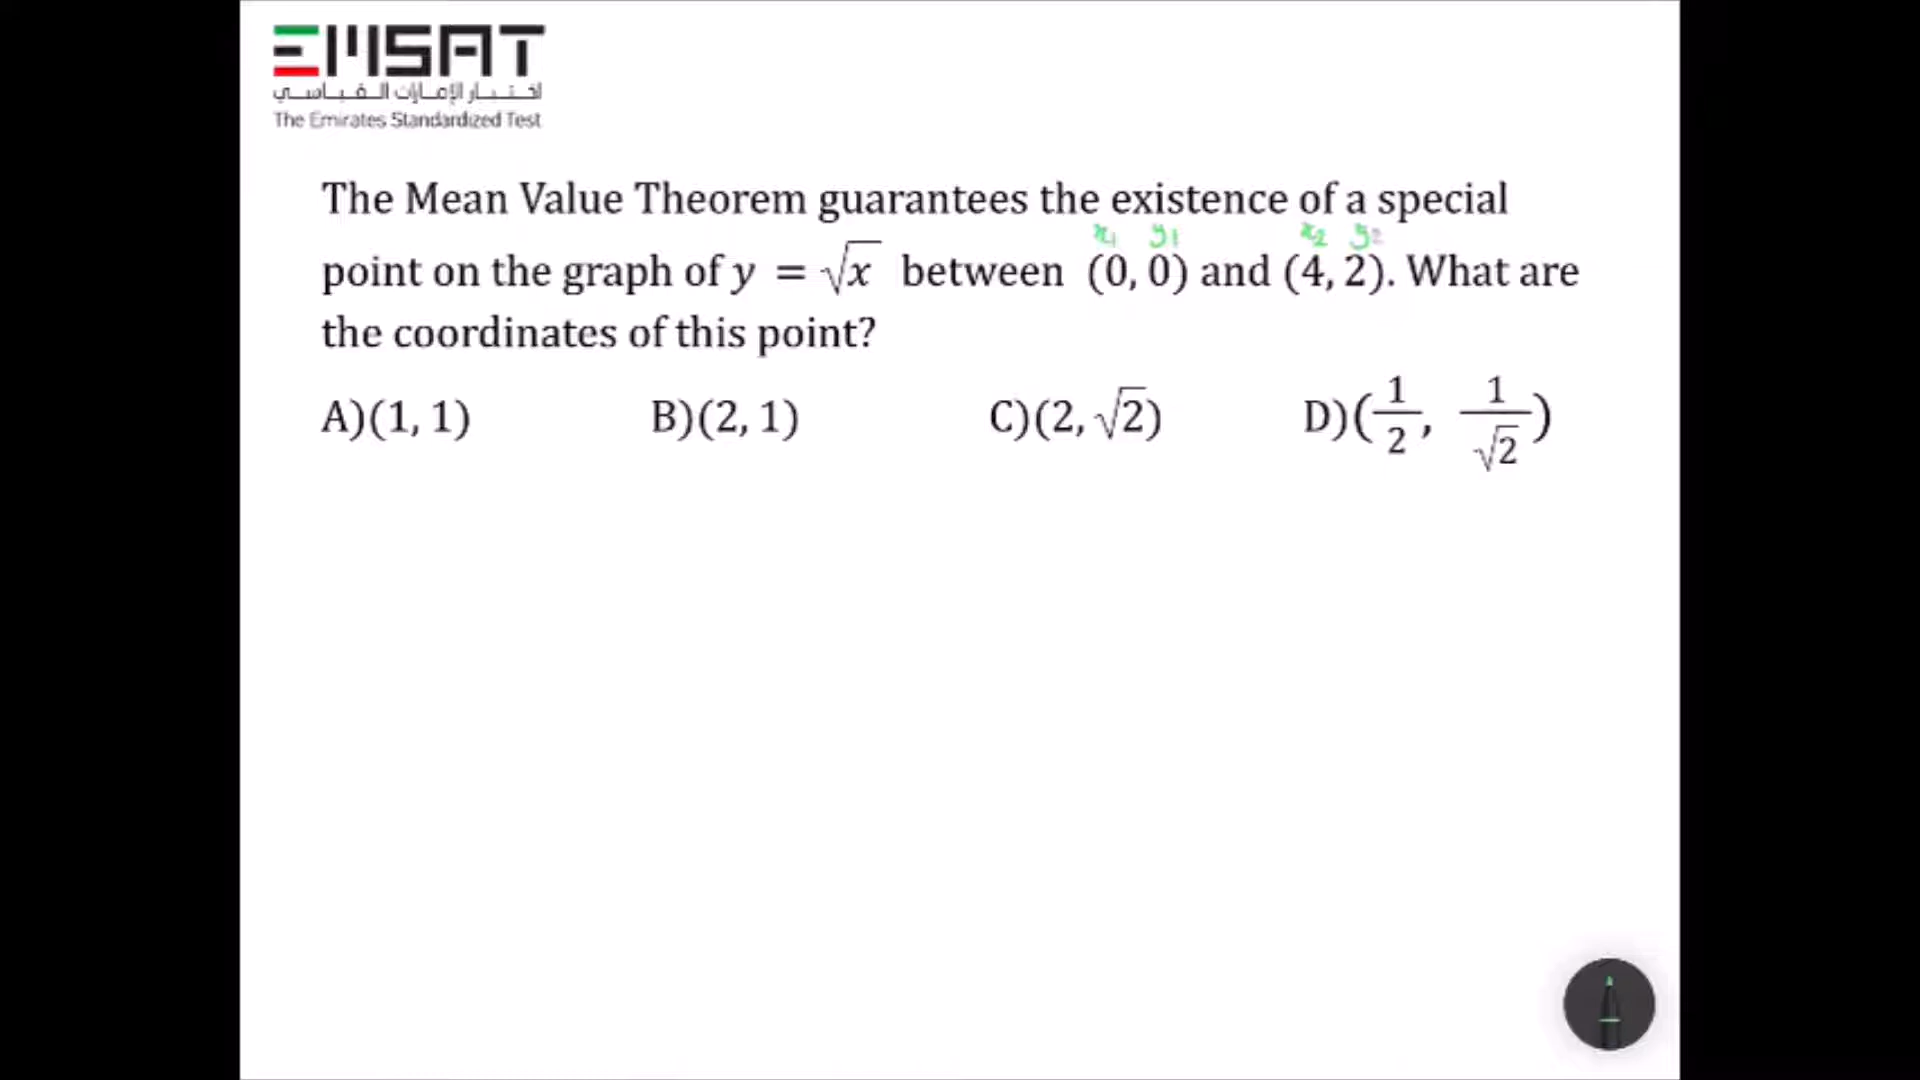 EMSAT
اختبار الإمارات القياسي
The Emirates Standardized Test
The Mean Value Theorem guarantees the existence of a special
x₁ y₁ x₂ y₂
point on the graph of y = √x between (0, 0) and (4, 2). What are
the coordinates of this point?
A)(1, 1) B)(2, 1) C)(2, √2) D)(1/2, 1/√2)